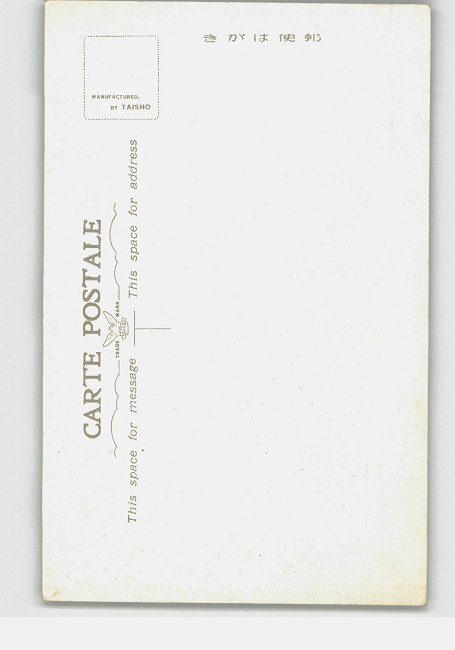 きがは便郵
MANUFACTURED.
BY TAISHO
CARTE POSTALE
TRADE MARK
This space for message
This space for address